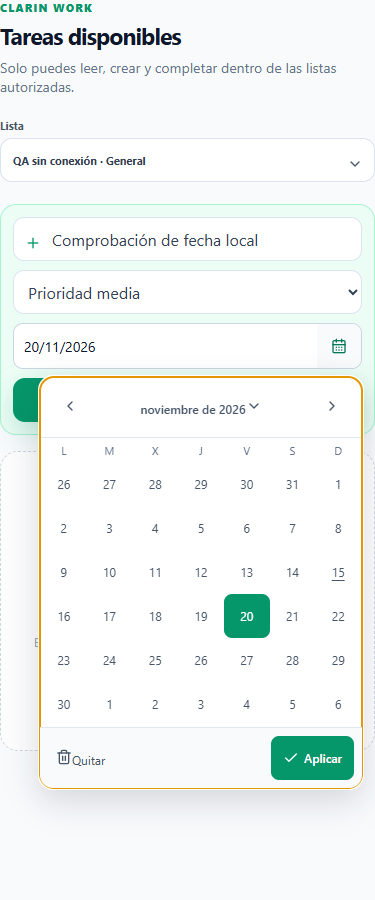 CLARIN WORK
Tareas disponibles
Solo puedes leer, crear y completar dentro de las listas
autorizadas.
Lista
QA sin conexión · General
Comprobación de fecha local
Prioridad media
20/11/2026
noviembre de 2026
L M X J V S D
26 27 28 29 30 31 1
2 3 4 5 6 7 8
9 10 11 12 13 14 15
16 17 18 19 20 21 22
23 24 25 26 27 28 29
30 1 2 3 4 5 6
Quitar
Aplicar